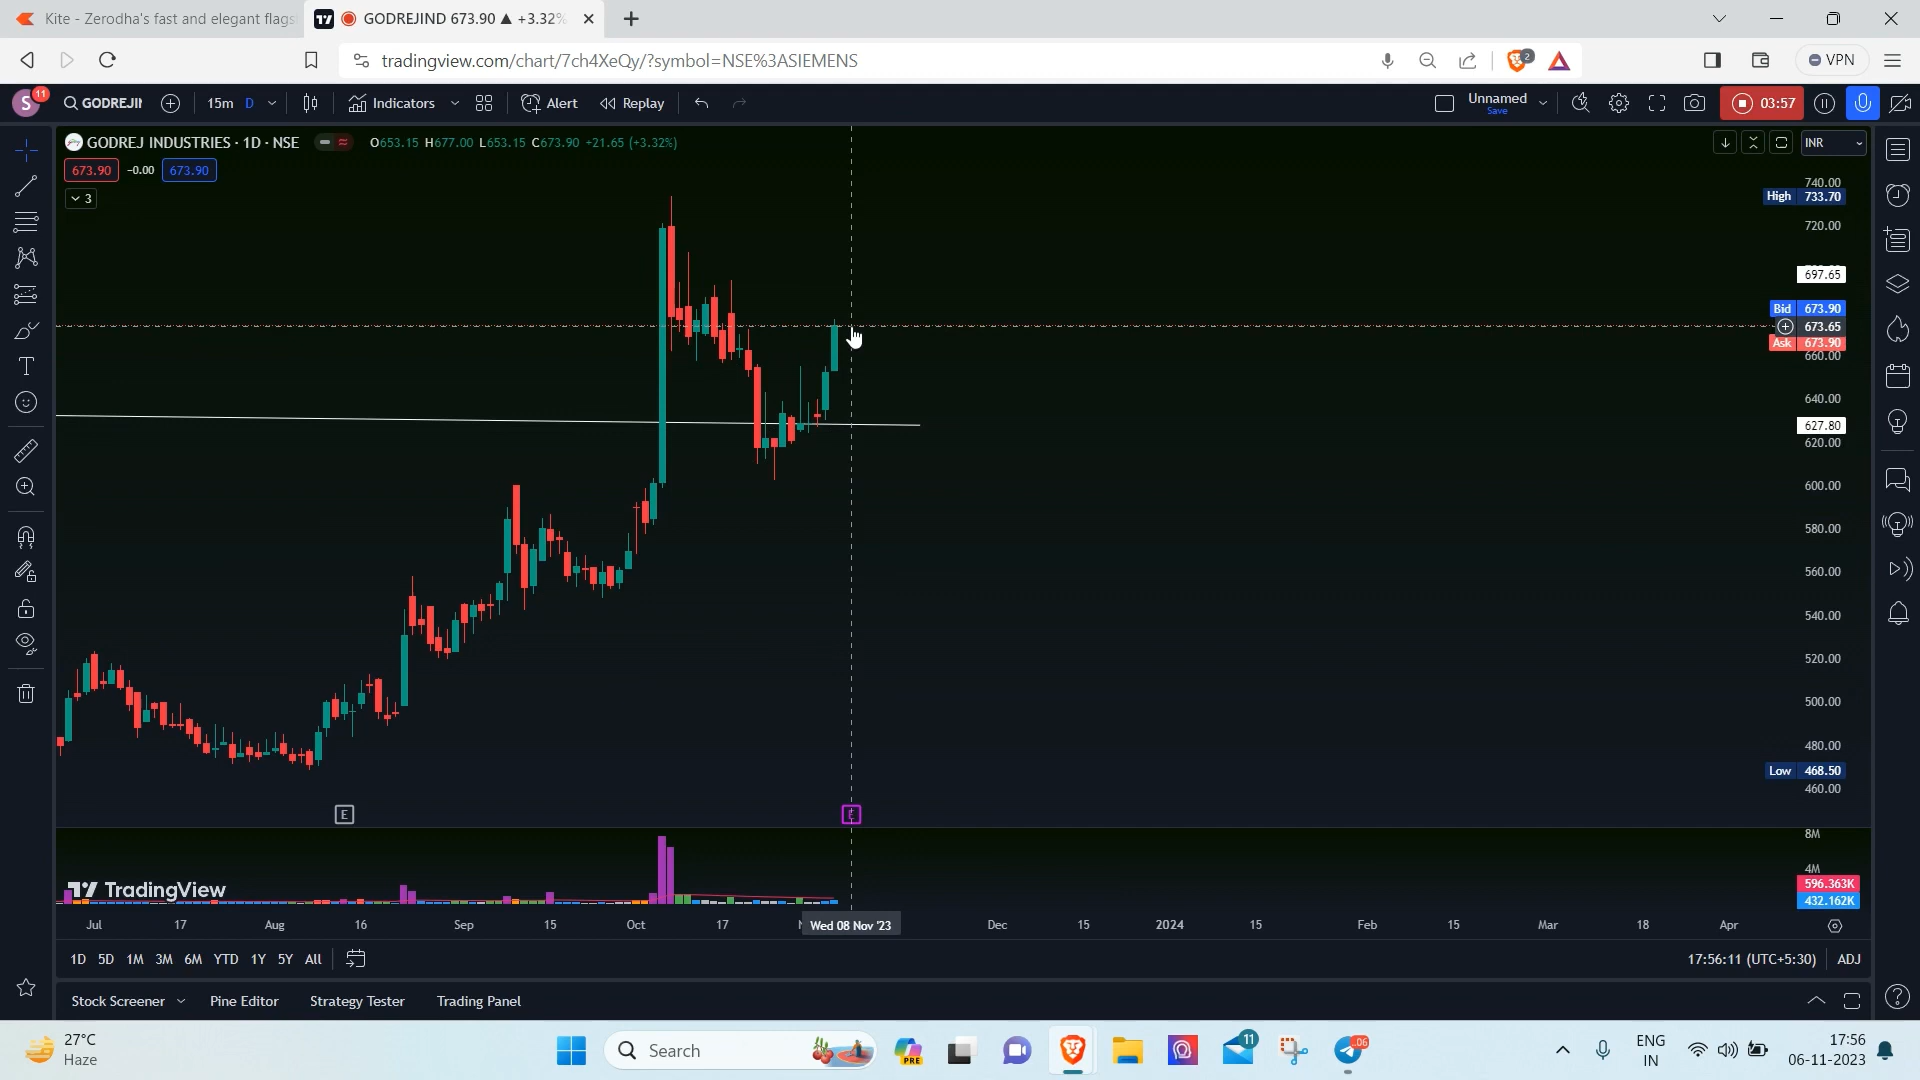 Kite - Zerodha's fast and elegant flags
GODREJIND 673.90 ▲ +3.32%
tradingview.com/chart/7ch4XeQy/?symbol=NSE%3ASIEMENS
2
VPN
S
11
GODREJI
15m D
Indicators
Alert
Replay
Unnamed
Save
03:57
GODREJ INDUSTRIES · 1D · NSE
O653.15 H677.00 L653.15 C673.90 +21.65 (+3.32%)
INR
673.90 -0.00 673.90
3
740.00
High 733.70
720.00
697.65
Bid 673.90
673.65
Ask 673.90
660.00
640.00
627.80
620.00
600.00
580.00
560.00
540.00
520.00
500.00
480.00
Low 468.50
460.00
E
E
8M
4M
596.363K
432.162K
TradingView
Jul 17 Aug 16 Sep 15 Oct 17 Wed 08 Nov '23 Dec 15 2024 15 Feb 15 Mar 18 Apr
1D 5D 1M 3M 6M YTD 1Y 5Y All
17:56:11 (UTC+5:30) ADJ
Stock Screener Pine Editor Strategy Tester Trading Panel
27°C
Haze
Search
PRE
11
ENG
IN
17:56
06-11-2023